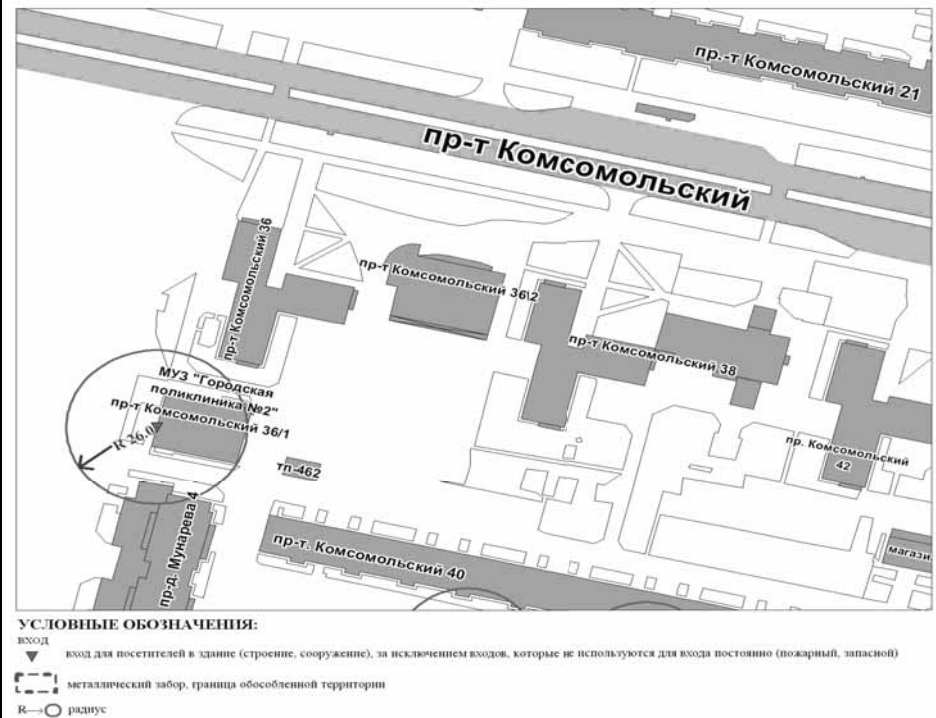 пр.-т Комсомольский 21
пр-т Комсомольский
пр-т Комсомольский 36
пр-т Комсомольский 36\2
пр-т Комсомольский 38
МУЗ "Городская
поликлиника №2"
пр-т Комсомольский 36/1
R 26.0
пр. Комсомольский
42
тп-462
пр-д. Мунарева 4
пр-т. Комсомольский 40
магази
УСЛОВНЫЕ ОБОЗНАЧЕНИЯ:
ВХОД
вход для посетителей в здание (строение, сооружение), за исключением входов, которые не используются для входа постоянно (пожарный, запасной)
металлический забор, граница обособленной территории
R→ радиус